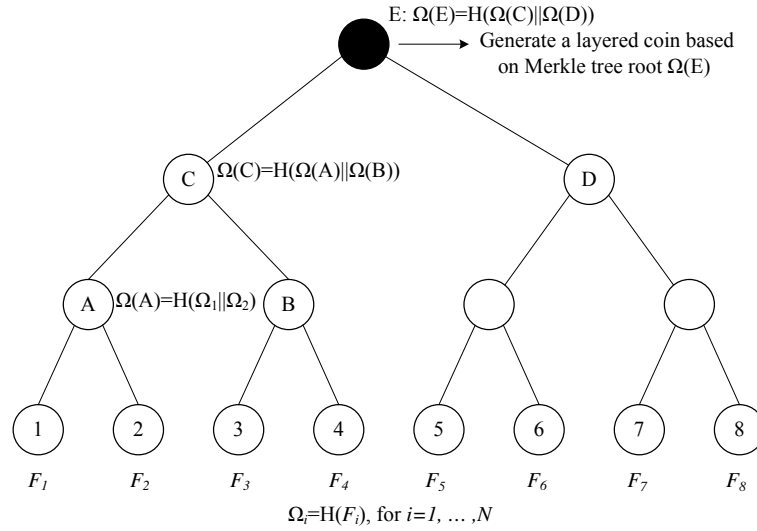 E: Ω(E)=H(Ω(C)||Ω(D))
Generate a layered coin based
on Merkle tree root Ω(E)
C
Ω(C)=H(Ω(A)||Ω(B))
D
A
Ω(A)=H(Ω₁||Ω₂)
B
1 2 3 4 5 6 7 8
F₁ F₂ F₃ F₄ F₅ F₆ F₇ F₈
Ωᵢ=H(Fᵢ), for i=1, … ,N